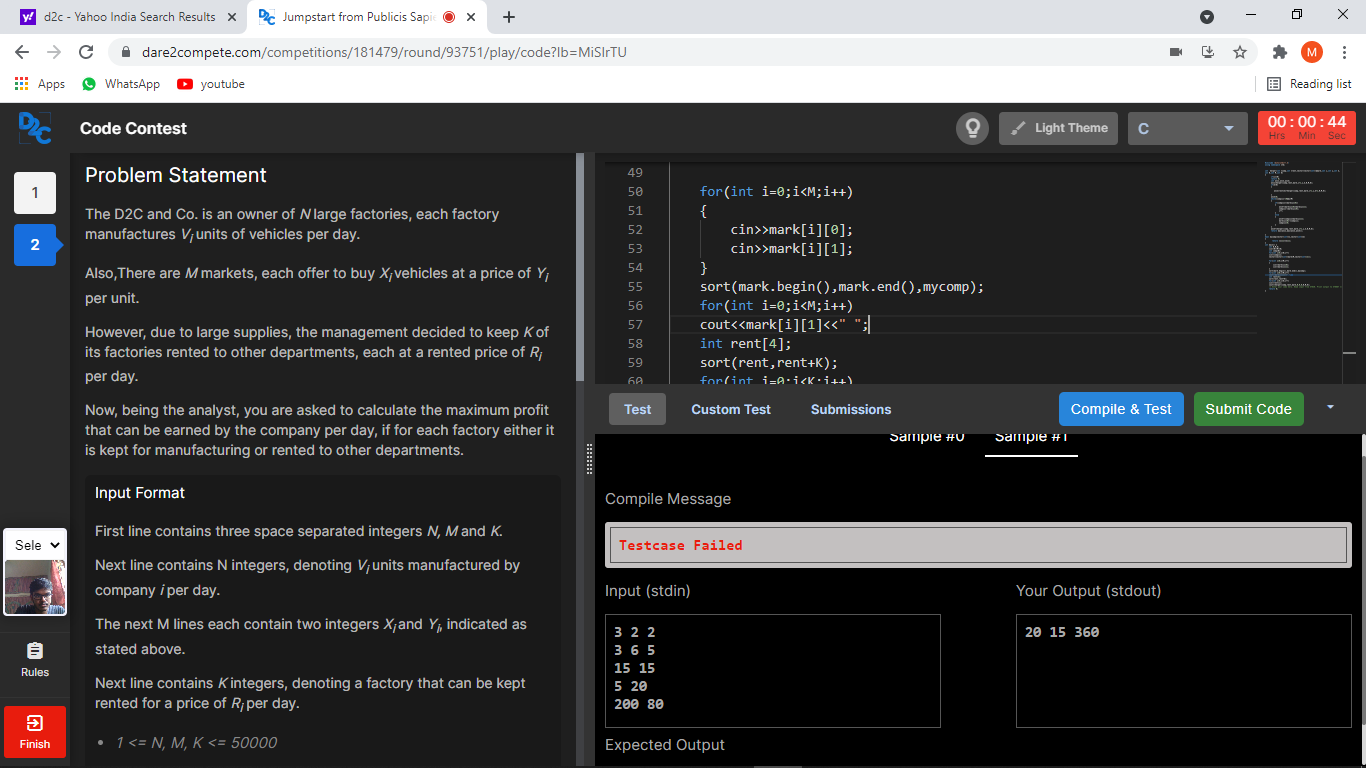 d2c - Yahoo India Search Results
Jumpstart from Publicis Sapie
dare2compete.com/competitions/181479/round/93751/play/code?lb=MiSlrTU
M
Apps
WhatsApp
youtube
Reading list
D2C
Code Contest
Light Theme
C
00 : 00 : 44
Hrs Min Sec
1
2
Problem Statement
The D2C and Co. is an owner of N large factories, each factory
manufactures Vi units of vehicles per day.
Also,There are M markets, each offer to buy Xi vehicles at a price of Yi
per unit.
However, due to large supplies, the management decided to keep K of
its factories rented to other departments, each at a rented price of Ri
per day.
Now, being the analyst, you are asked to calculate the maximum profit
that can be earned by the company per day, if for each factory either it
is kept for manufacturing or rented to other departments.
Input Format
First line contains three space separated integers N, M and K.
Next line contains N integers, denoting Vi units manufactured by
company i per day.
The next M lines each contain two integers Xi and Yi, indicated as
stated above.
Next line contains K integers, denoting a factory that can be kept
rented for a price of Ri per day.
• 1 <= N, M, K <= 50000
Sele
Rules
Finish
49
50 for(int i=0;i<M;i++)
51 {
52 cin>>mark[i][0];
53 cin>>mark[i][1];
54 }
55 sort(mark.begin(),mark.end(),mycomp);
56 for(int i=0;i<M;i++)
57 cout<<mark[i][1]<<" ";
58 int rent[4];
59 sort(rent,rent+K);
60 for(int i=0;i<K;i++)
Test
Custom Test
Submissions
Compile & Test
Submit Code
Sample #0
Sample #1
Compile Message
Testcase Failed
Input (stdin)
3 2 2
3 6 5
15 15
5 20
200 80
Your Output (stdout)
20 15 360
Expected Output